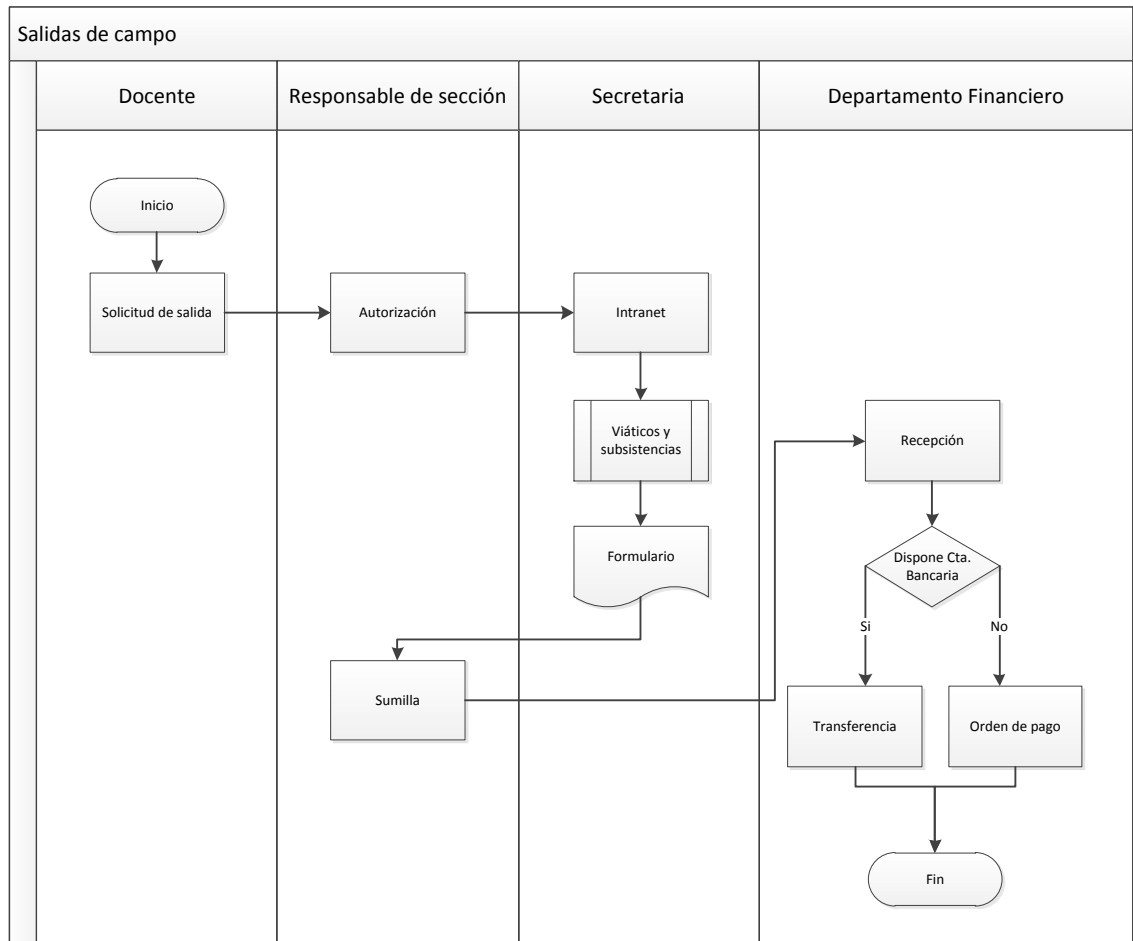 Salidas de campo
Docente
Responsable de sección
Secretaria
Departamento Financiero
Inicio
Solicitud de salida
Autorización
Intranet
Viáticos y
subsistencias
Formulario
Sumilla
Recepción
Dispone Cta.
Bancaria
Si
No
Transferencia
Orden de pago
Fin